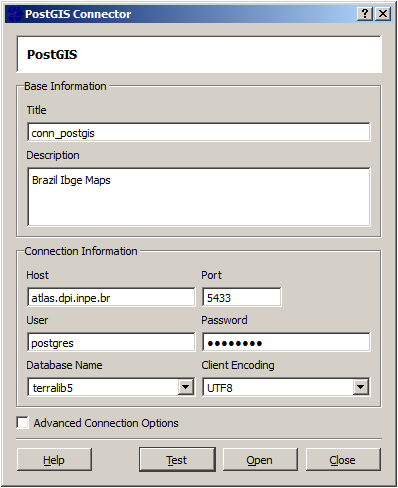 PostGIS Connector
PostGIS
Base Information
Title
conn_postgis
Description
Brazil Ibge Maps
Connection Information
Host Port
atlas.dpi.inpe.br 5433
User Password
postgres ●●●●●●●●
Database Name Client Encoding
terralib5 UTF8
Advanced Connection Options
Help Test Open Close